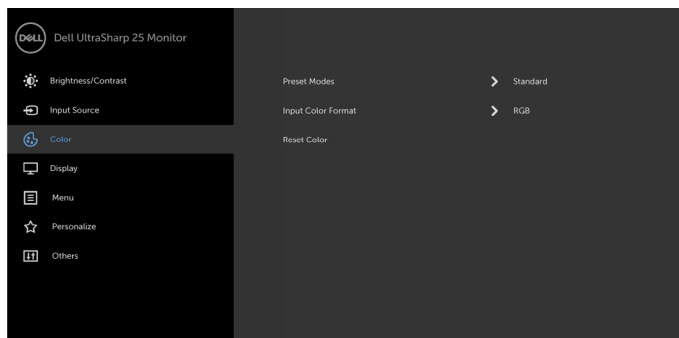 DELL Dell UltraSharp 25 Monitor
Brightness/Contrast
Preset Modes Standard
Input Source
Input Color Format RGB
Color
Reset Color
Display
Menu
Personalize
Others